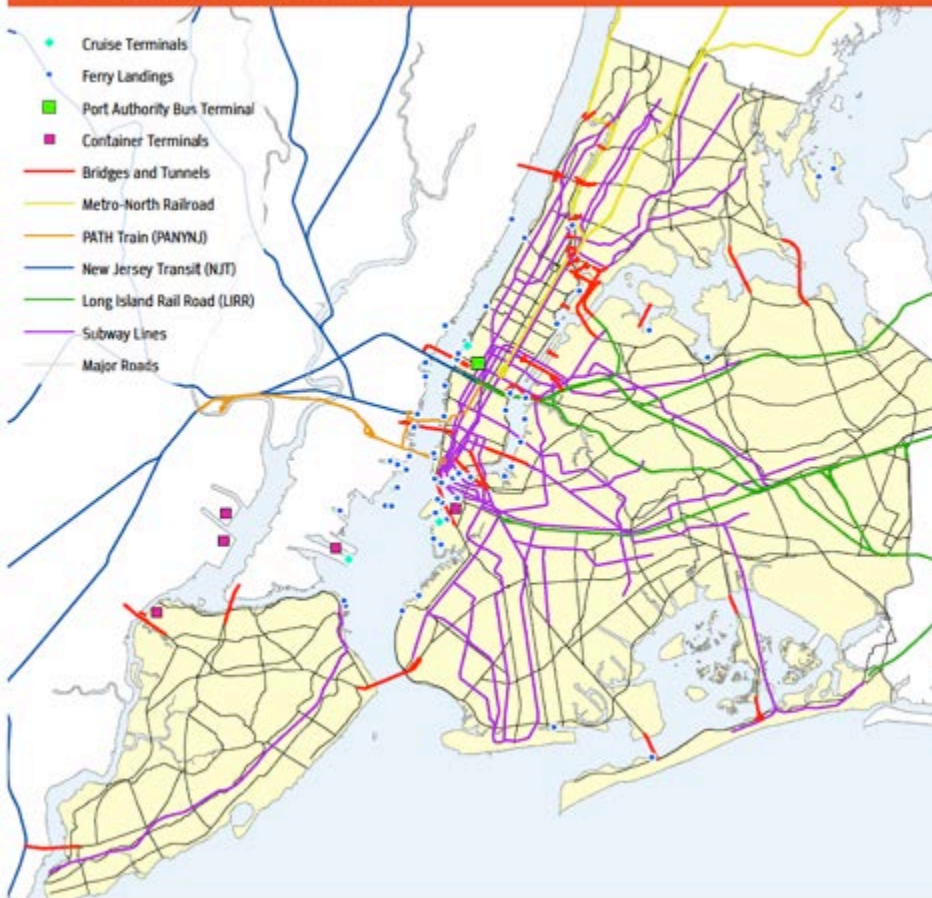 Cruise Terminals
Ferry Landings
Port Authority Bus Terminal
Container Terminals
Bridges and Tunnels
Metro-North Railroad
PATH Train (PANYNJ)
New Jersey Transit (NJT)
Long Island Rail Road (LIRR)
Subway Lines
Major Roads